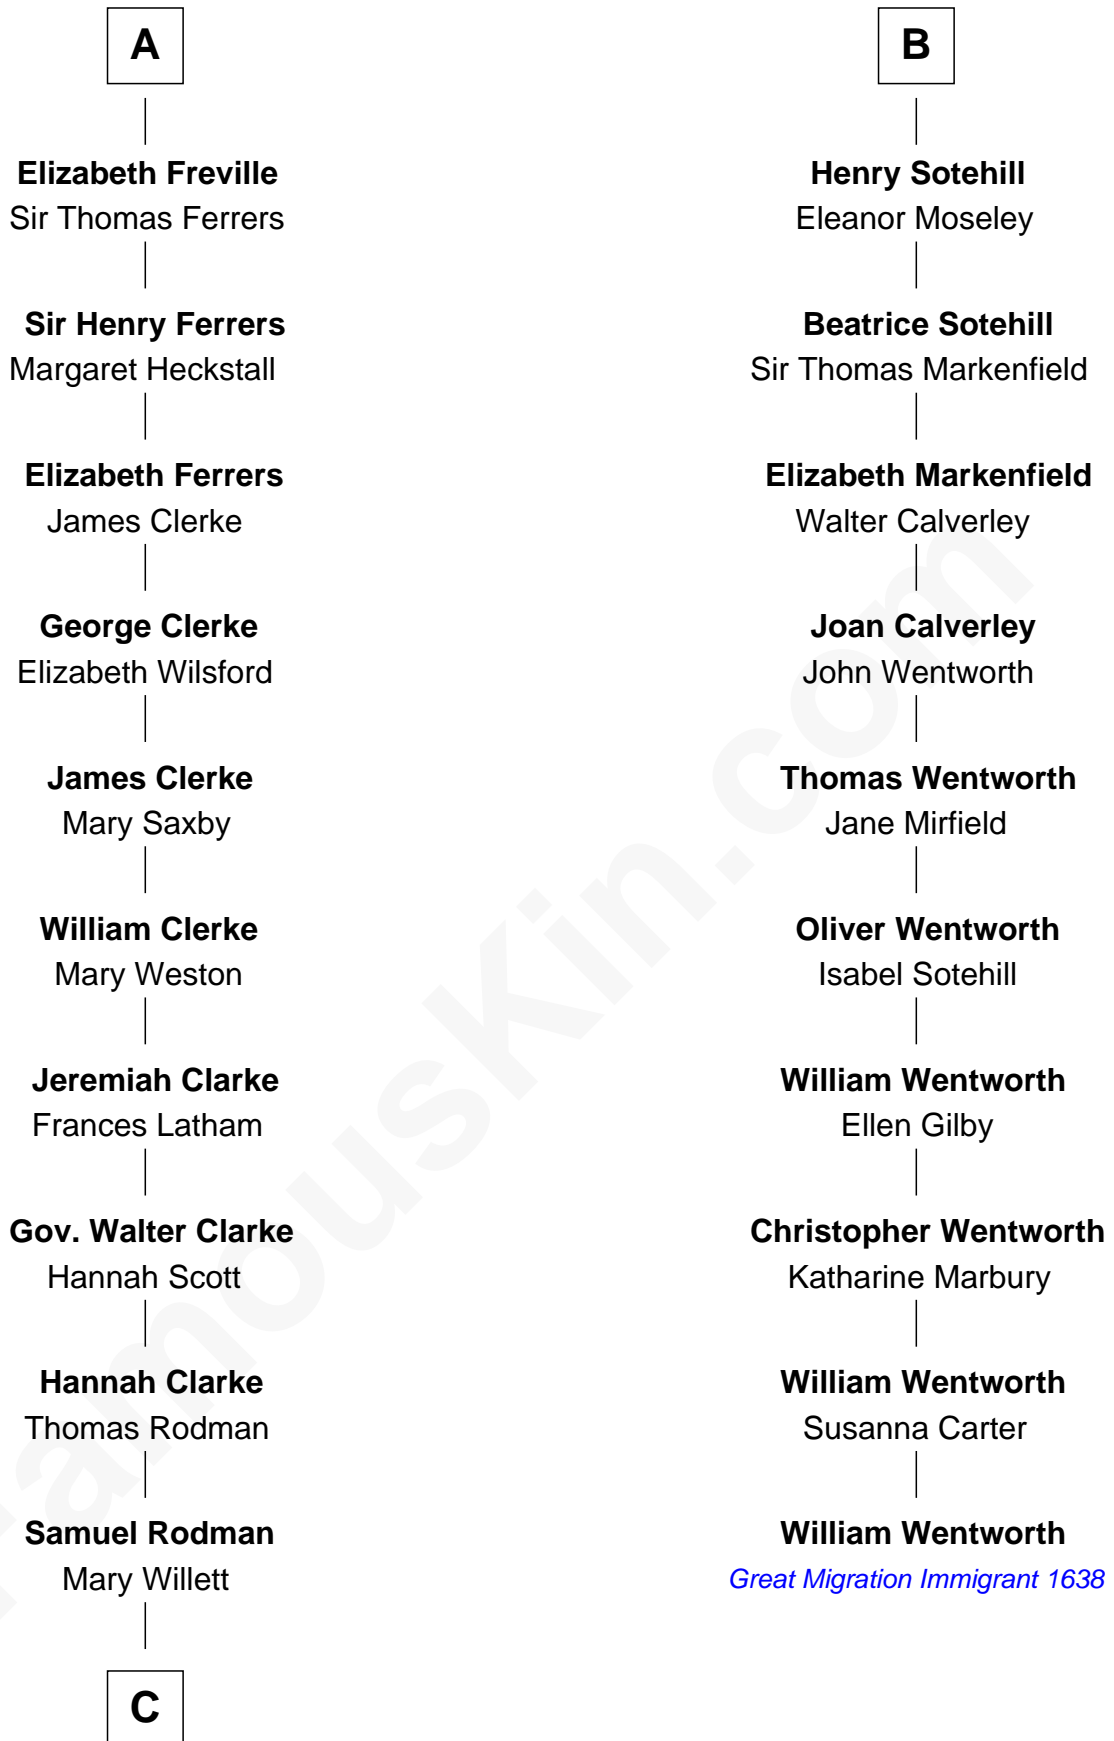 A
Elizabeth Freville
Sir Thomas Ferrers
Sir Henry Ferrers
Margaret Heckstall
Elizabeth Ferrers
James Clerke
George Clerke
Elizabeth Wilsford
James Clerke
Mary Saxby
William Clerke
Mary Weston
Jeremiah Clarke
Frances Latham
Gov. Walter Clarke
Hannah Scott
Hannah Clarke
Thomas Rodman
Samuel Rodman
Mary Willett
C
B
Henry Sotehill
Eleanor Moseley
Beatrice Sotehill
Sir Thomas Markenfield
Elizabeth Markenfield
Walter Calverley
Joan Calverley
John Wentworth
Thomas Wentworth
Jane Mirfield
Oliver Wentworth
Isabel Sotehill
William Wentworth
Ellen Gilby
Christopher Wentworth
Katharine Marbury
William Wentworth
Susanna Carter
William Wentworth
Great Migration Immigrant 1638
FamousKin.com